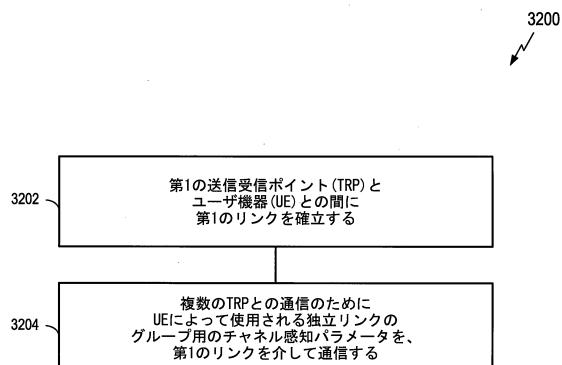 3200
3202
第1の送信受信ポイント(TRP)と
ユーザ機器(UE)との間に
第1のリンクを確立する
3204
複数のTRPとの通信のために
UEによって使用される独立リンクの
グループ用のチャネル感知パラメータを、
第1のリンクを介して通信する